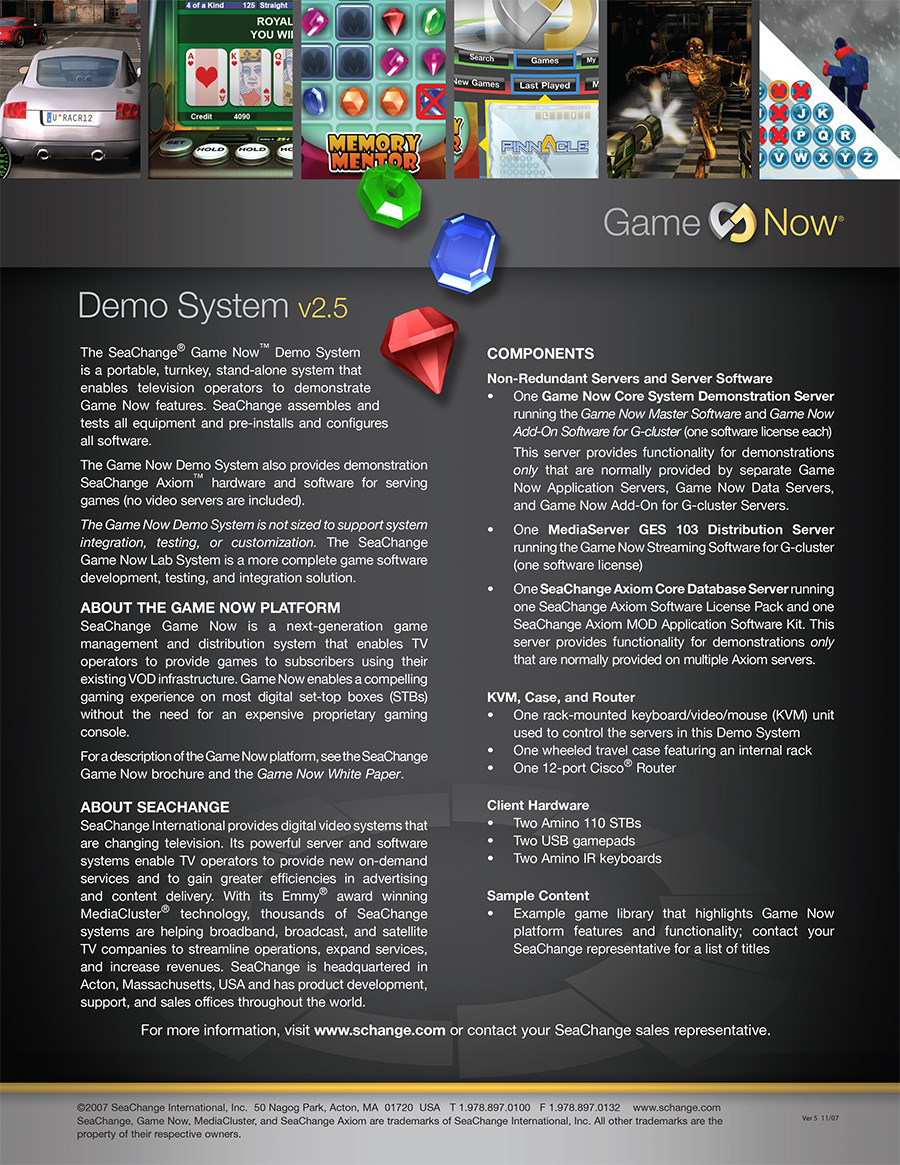 4 of a Kind 125 Straight
ROYAL
YOU WI
A K Q
Credit 4090
BET HOLD HOLD HO
MEMORY
MENTOR
Search Games My
New Games Last Played M
PINNACLE
U RACR12
J K
P Q R
V W X Y Z
Game Now®
Demo System v2.5
The SeaChange® Game Now™ Demo System
is a portable, turnkey, stand-alone system that
enables television operators to demonstrate
Game Now features. SeaChange assembles and
tests all equipment and pre-installs and configures
all software.
The Game Now Demo System also provides demonstration
SeaChange Axiom™ hardware and software for serving
games (no video servers are included).
The Game Now Demo System is not sized to support system
integration, testing, or customization. The SeaChange
Game Now Lab System is a more complete game software
development, testing, and integration solution.
ABOUT THE GAME NOW PLATFORM
SeaChange Game Now is a next-generation game
management and distribution system that enables TV
operators to provide games to subscribers using their
existing VOD infrastructure. Game Now enables a compelling
gaming experience on most digital set-top boxes (STBs)
without the need for an expensive proprietary gaming
console.
For a description of the Game Now platform, see the SeaChange
Game Now brochure and the Game Now White Paper.
ABOUT SEACHANGE
SeaChange International provides digital video systems that
are changing television. Its powerful server and software
systems enable TV operators to provide new on-demand
services and to gain greater efficiencies in advertising
and content delivery. With its Emmy® award winning
MediaCluster® technology, thousands of SeaChange
systems are helping broadband, broadcast, and satellite
TV companies to streamline operations, expand services,
and increase revenues. SeaChange is headquartered in
Acton, Massachusetts, USA and has product development,
support, and sales offices throughout the world.
COMPONENTS
Non-Redundant Servers and Server Software
• One Game Now Core System Demonstration Server
running the Game Now Master Software and Game Now
Add-On Software for G-cluster (one software license each)
This server provides functionality for demonstrations
only that are normally provided by separate Game
Now Application Servers, Game Now Data Servers,
and Game Now Add-On for G-cluster Servers.
• One MediaServer GES 103 Distribution Server
running the Game Now Streaming Software for G-cluster
(one software license)
• One SeaChange Axiom Core Database Server running
one SeaChange Axiom Software License Pack and one
SeaChange Axiom MOD Application Software Kit. This
server provides functionality for demonstrations only
that are normally provided on multiple Axiom servers.
KVM, Case, and Router
• One rack-mounted keyboard/video/mouse (KVM) unit
used to control the servers in this Demo System
• One wheeled travel case featuring an internal rack
• One 12-port Cisco® Router
Client Hardware
• Two Amino 110 STBs
• Two USB gamepads
• Two Amino IR keyboards
Sample Content
• Example game library that highlights Game Now
platform features and functionality; contact your
SeaChange representative for a list of titles
For more information, visit www.schange.com or contact your SeaChange sales representative.
©2007 SeaChange International, Inc. 50 Nagog Park, Acton, MA 01720 USA T 1.978.897.0100 F 1.978.897.0132 www.schange.com
SeaChange, Game Now, MediaCluster, and SeaChange Axiom are trademarks of SeaChange International, Inc. All other trademarks are the
property of their respective owners.
Ver 5 11/07